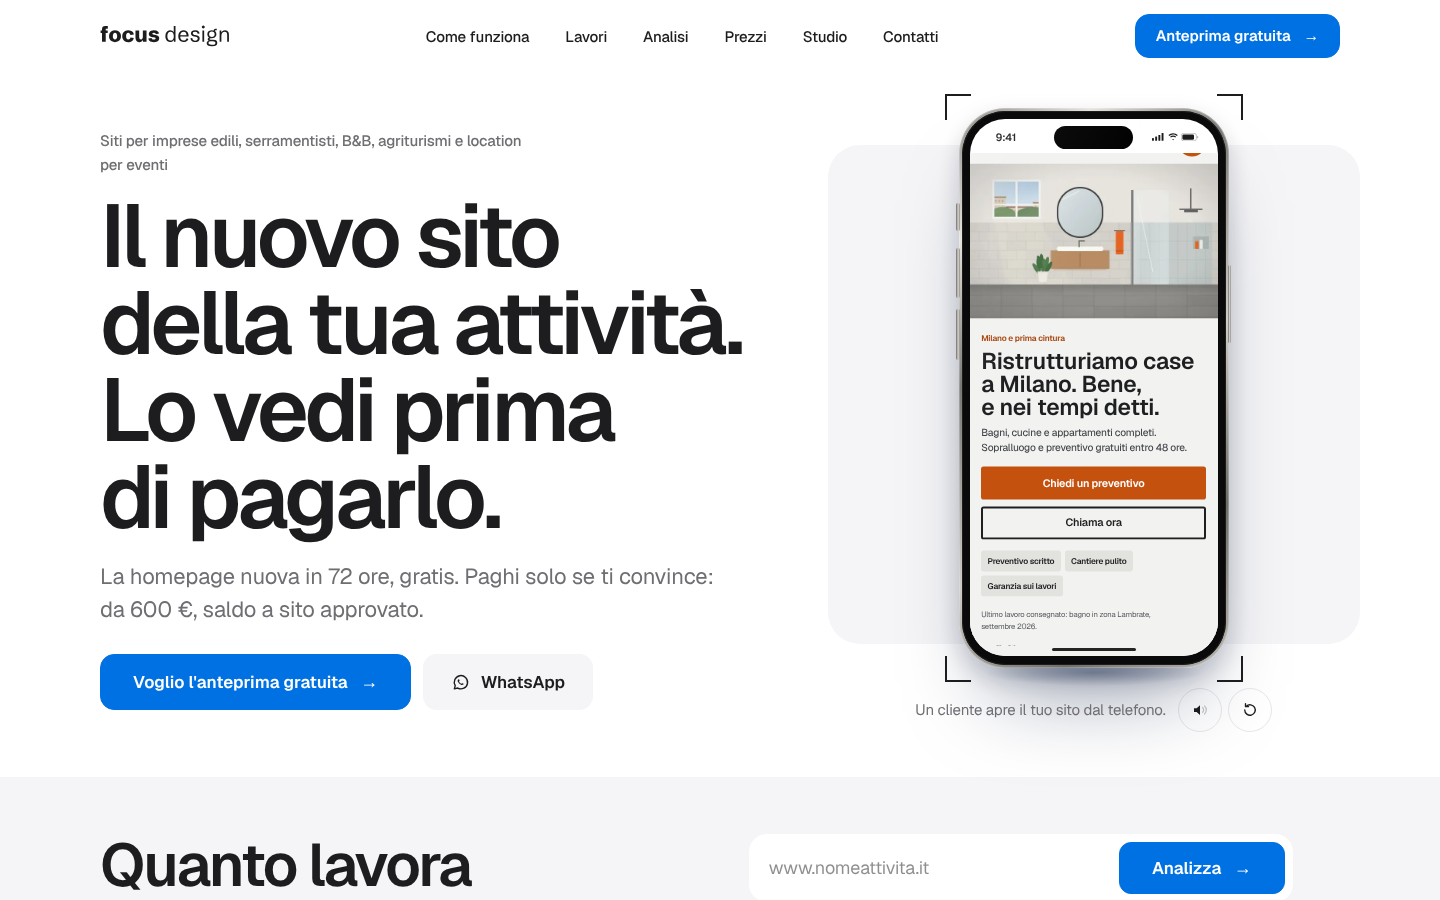 focus design
Come funziona
Lavori
Analisi
Prezzi
Studio
Contatti
Anteprima gratuita →
Siti per imprese edili, serramentisti, B&B, agriturismi e location
per eventi
Il nuovo sito
della tua attività.
Lo vedi prima
di pagarlo.
La homepage nuova in 72 ore, gratis. Paghi solo se ti convince:
da 600 €, saldo a sito approvato.
Voglio l'anteprima gratuita →
WhatsApp
9:41
Milano e prima cintura
Ristrutturiamo case
a Milano. Bene,
e nei tempi detti.
Bagni, cucine e appartamenti completi.
Sopralluogo e preventivo gratuiti entro 48 ore.
Chiedi un preventivo
Chiama ora
Preventivo scritto
Cantiere pulito
Garanzia sui lavori
Ultimo lavoro consegnato: bagno in zona Lambrate,
settembre 2026.
Un cliente apre il tuo sito dal telefono.
Quanto lavora
www.nomeattivita.it
Analizza →